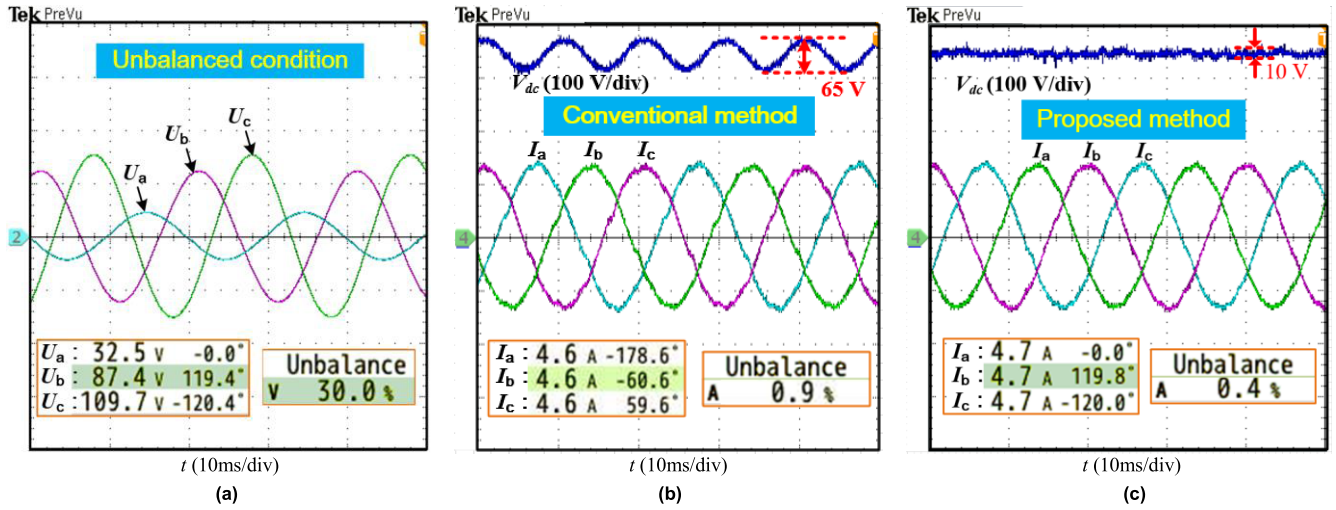 Tek PreVu
Unbalanced condition
Uc
Ub
Ua
2
Ua : 32.5 V -0.0°
Ub : 87.4 V 119.4°
Uc : 109.7 V -120.4°
Unbalance
V 30.0 %
t (10ms/div)
(a)
Tek PreVu
Vdc (100 V/div)
65 V
Conventional method
Ia Ib Ic
4
Ia : 4.6 A -178.6°
Ib : 4.6 A -60.6°
Ic : 4.6 A 59.6°
Unbalance
A 0.9 %
t (10ms/div)
(b)
Tek PreVu
10 V
Vdc (100 V/div)
Proposed method
Ia Ib Ic
4
Ia : 4.7 A -0.0°
Ib : 4.7 A 119.8°
Ic : 4.7 A -120.0°
Unbalance
A 0.4 %
t (10ms/div)
(c)